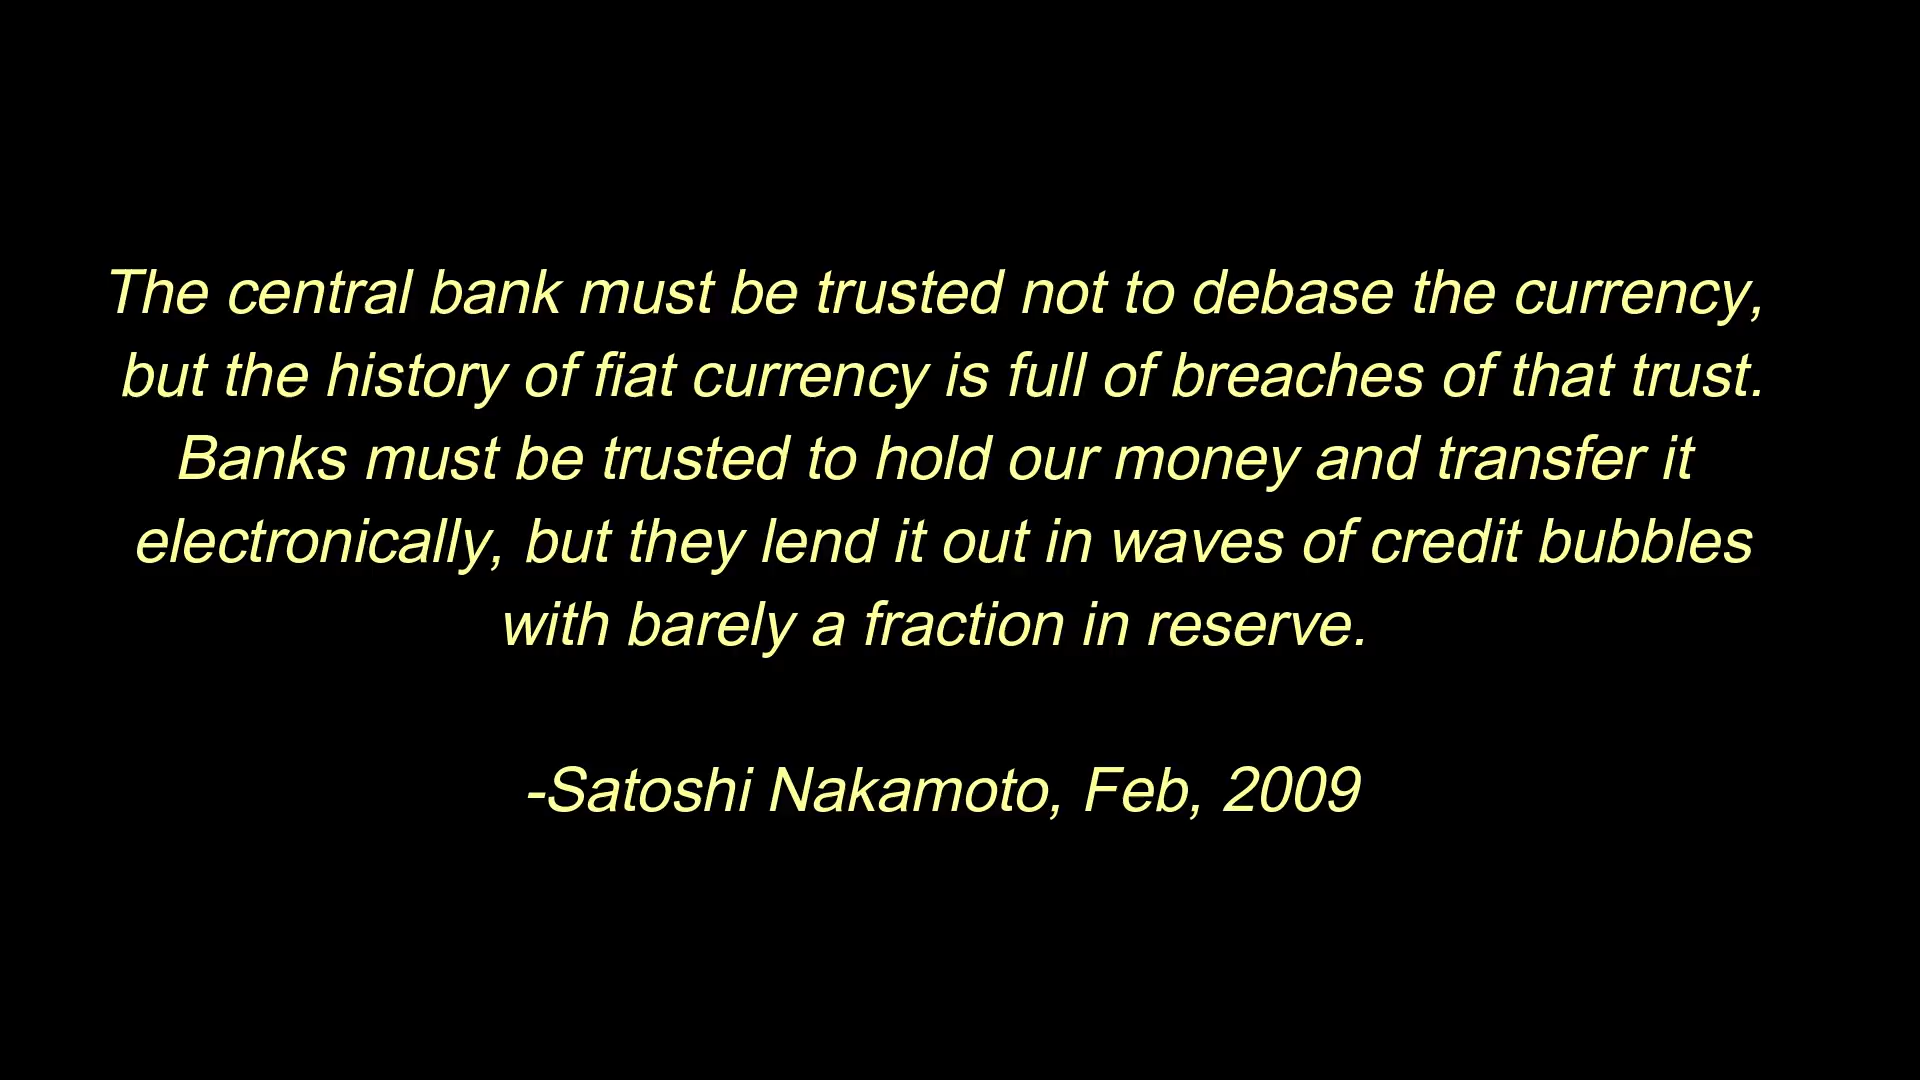 The central bank must be trusted not to debase the currency,
but the history of fiat currency is full of breaches of that trust.
Banks must be trusted to hold our money and transfer it
electronically, but they lend it out in waves of credit bubbles
with barely a fraction in reserve.
-Satoshi Nakamoto, Feb, 2009